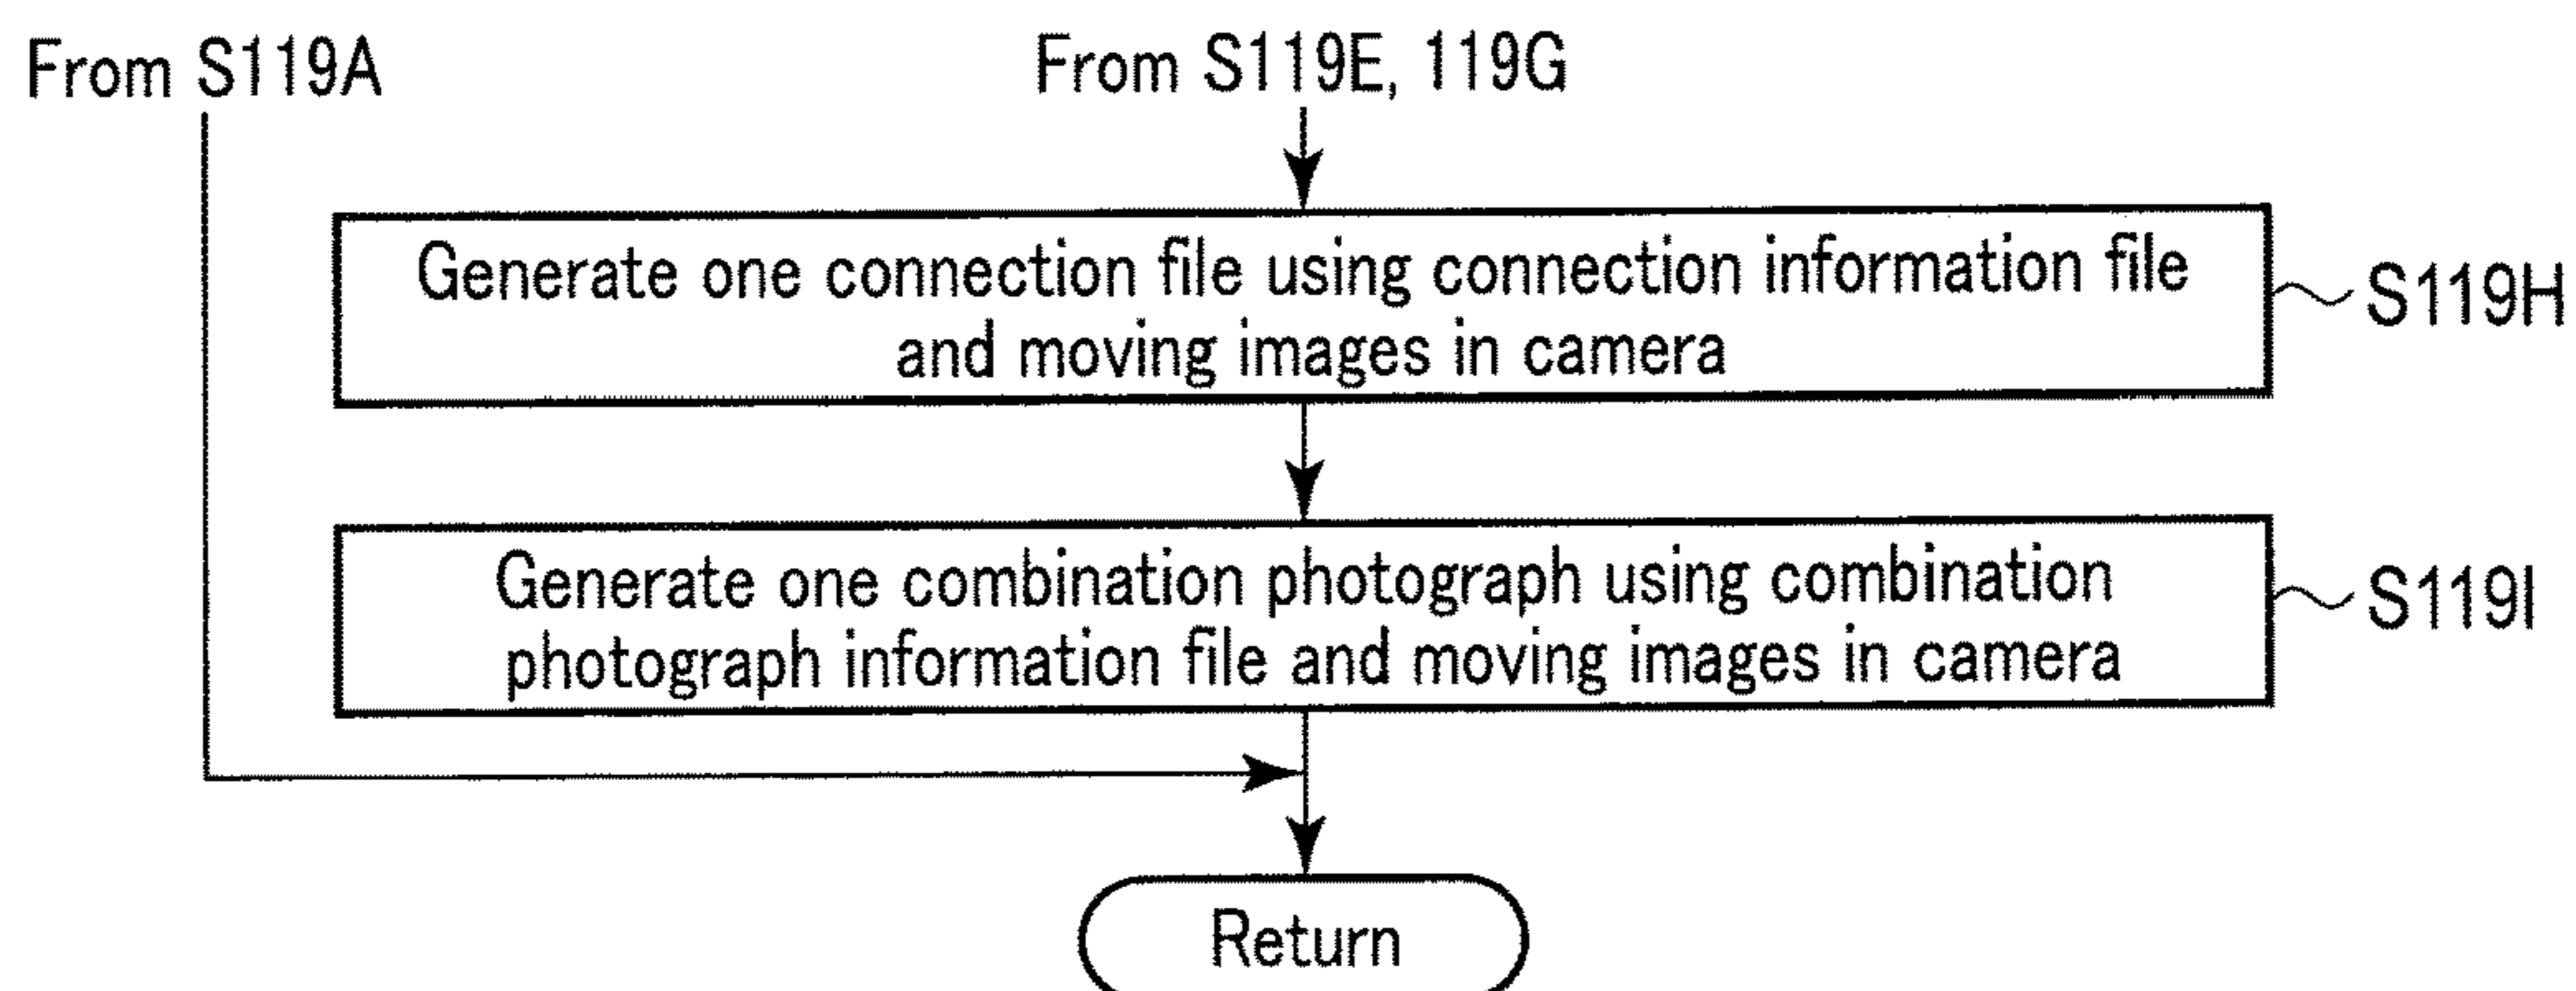 From S119A
From S119E, 119G
Generate one connection file using connection information file
and moving images in camera
S119H
Generate one combination photograph using combination
photograph information file and moving images in camera
S119I
Return